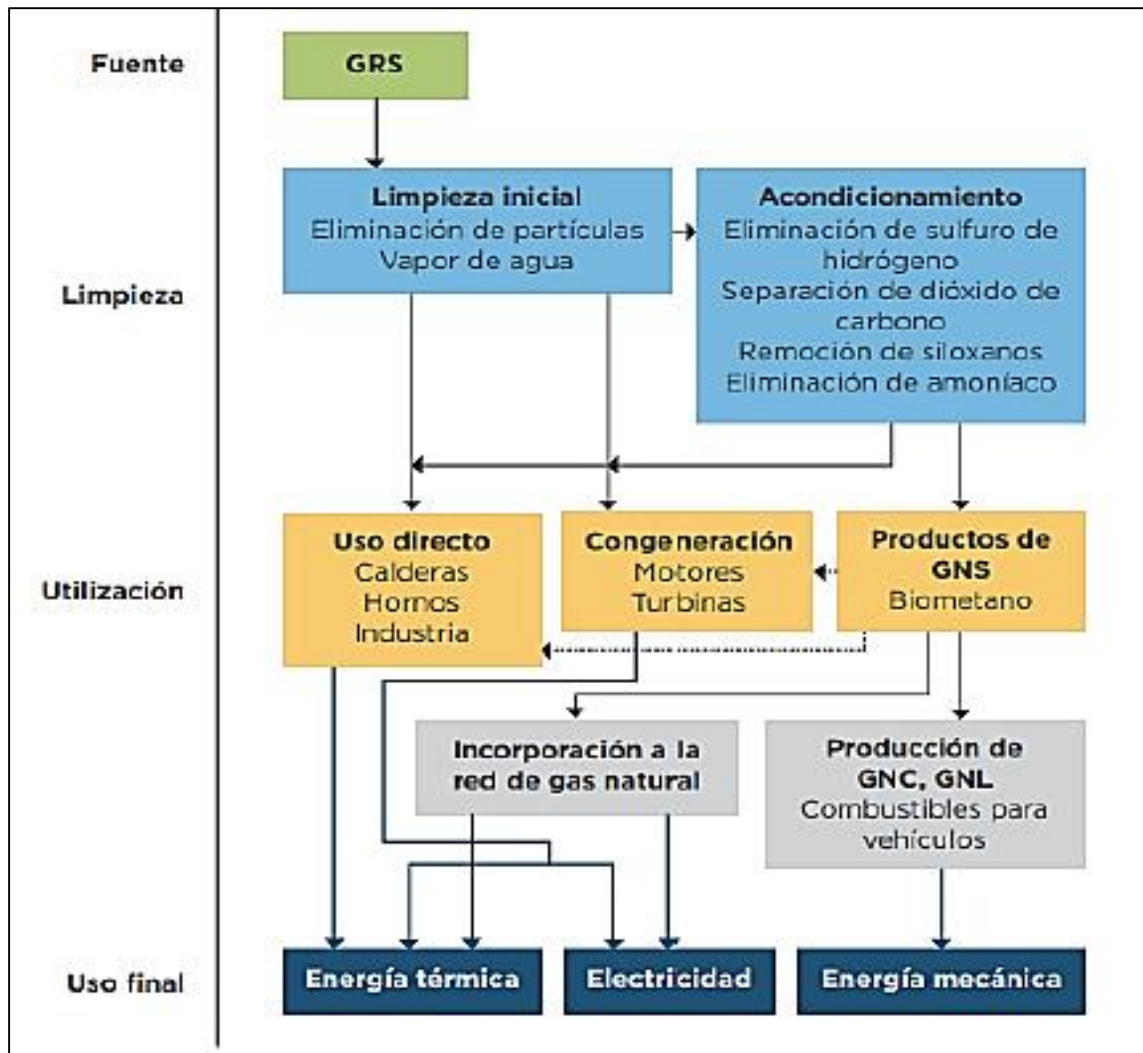 Fuente
GRS
Limpieza inicial
Eliminación de partículas
Vapor de agua
Acondicionamiento
Eliminación de sulfuro de
hidrógeno
Separación de dióxido de
carbono
Remoción de siloxanos
Eliminación de amoníaco
Limpieza
Uso directo
Calderas
Hornos
Industria
Congeneración
Motores
Turbinas
Productos de
GNS
Biometano
Utilización
Incorporación a la
red de gas natural
Producción de
GNC, GNL
Combustibles para
vehículos
Uso final
Energía térmica
Electricidad
Energía mecánica